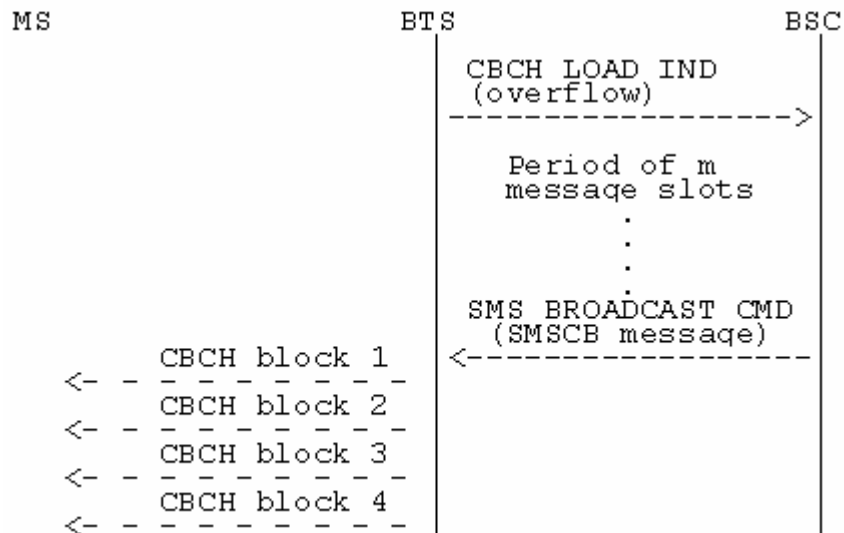 MS BTS BSC
CBCH LOAD IND
(overflow)
Period of m
message slots
SMS BROADCAST CMD
(SMSCB message)
CBCH block 1
CBCH block 2
CBCH block 3
CBCH block 4